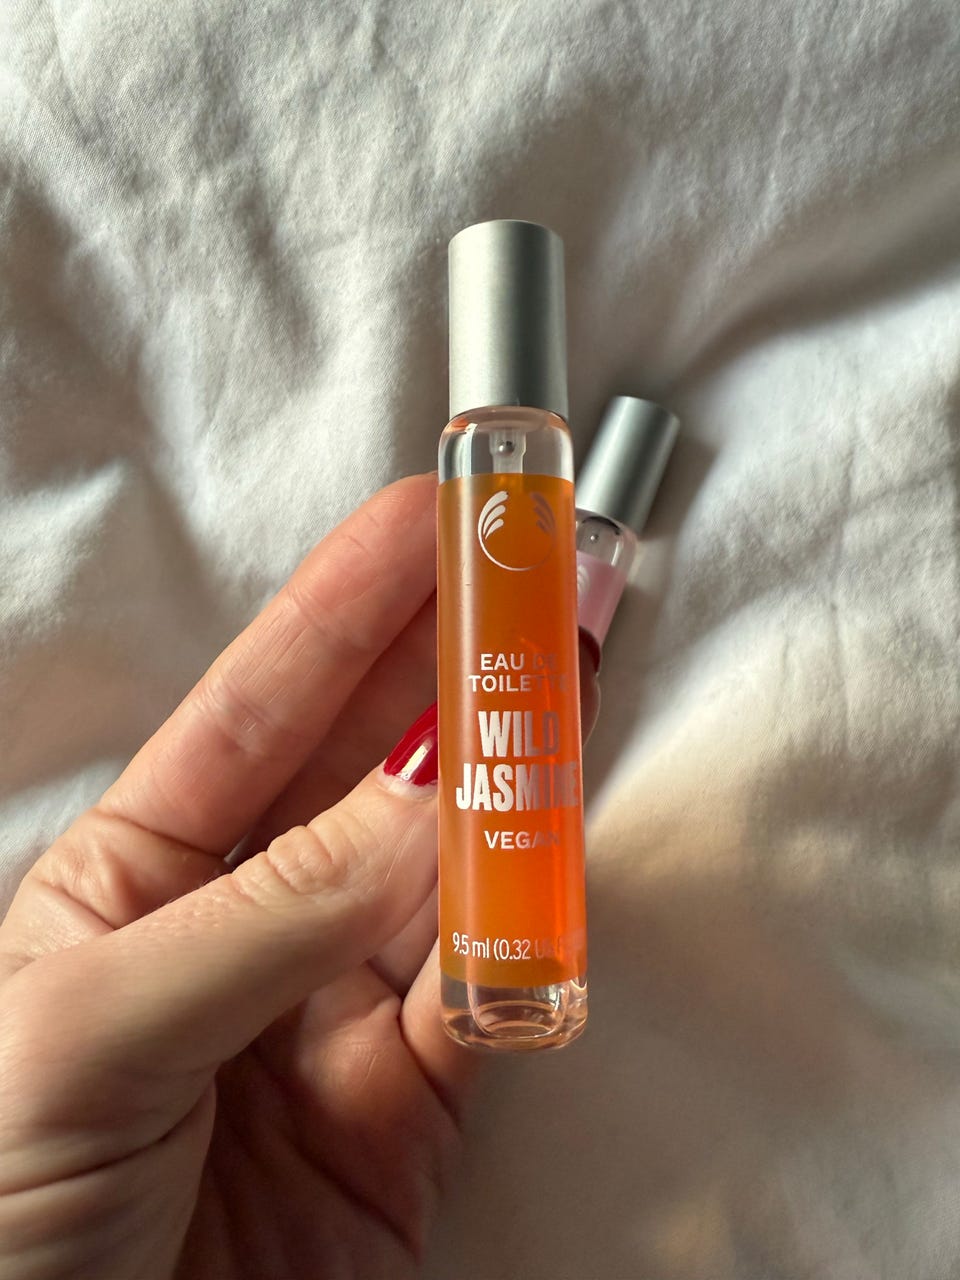 EAU DE
TOILETTE
WILD
JASMINE
VEGAN
9.5 ml (0.32 U